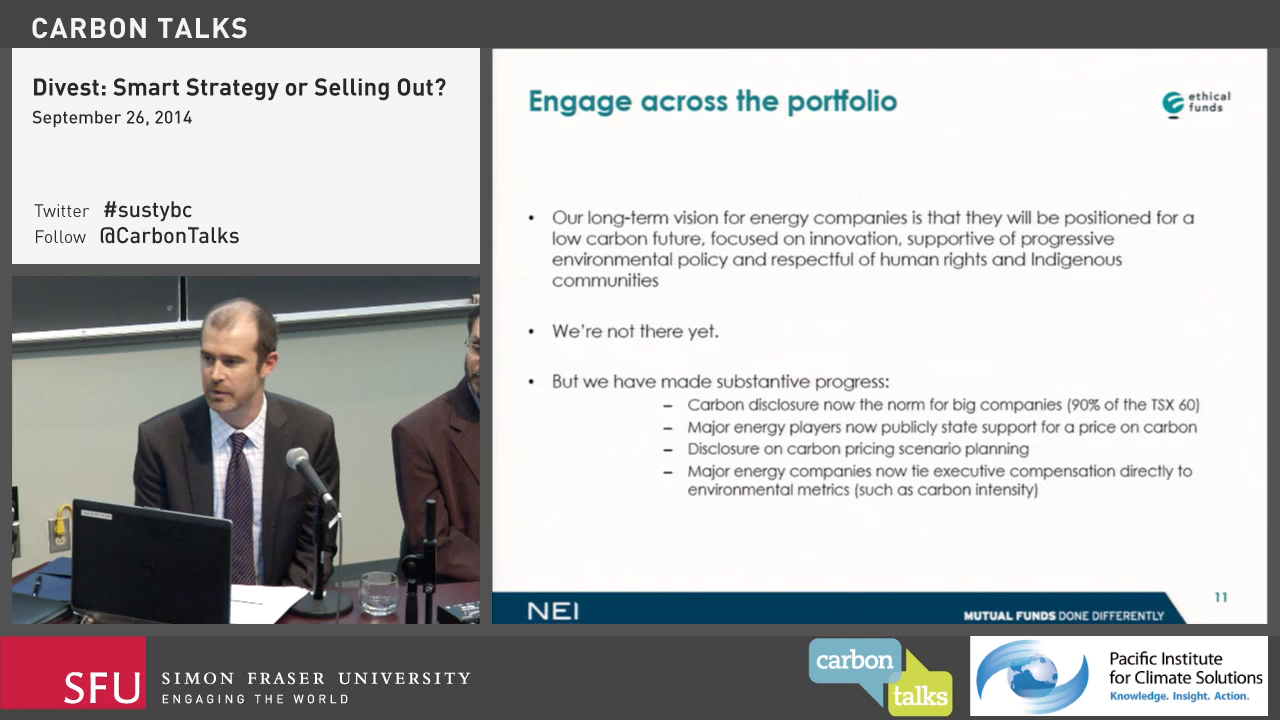 CARBON TALKS
Divest: Smart Strategy or Selling Out?
September 26, 2014
Twitter #sustybc
Follow @CarbonTalks
Engage across the portfolio
ethical
funds
• Our long-term vision for energy companies is that they will be positioned for a
low carbon future, focused on innovation, supportive of progressive
environmental policy and respectful of human rights and Indigenous
communities
• We're not there yet.
• But we have made substantive progress:
– Carbon disclosure now the norm for big companies (90% of the TSX 60)
– Major energy players now publicly state support for a price on carbon
– Disclosure on carbon pricing scenario planning
– Major energy companies now tie executive compensation directly to
environmental metrics (such as carbon intensity)
11
NEI
MUTUAL FUNDS DONE DIFFERENTLY
SFU
SIMON FRASER UNIVERSITY
ENGAGING THE WORLD
carbon
talks
Pacific Institute
for Climate Solutions
Knowledge. Insight. Action.